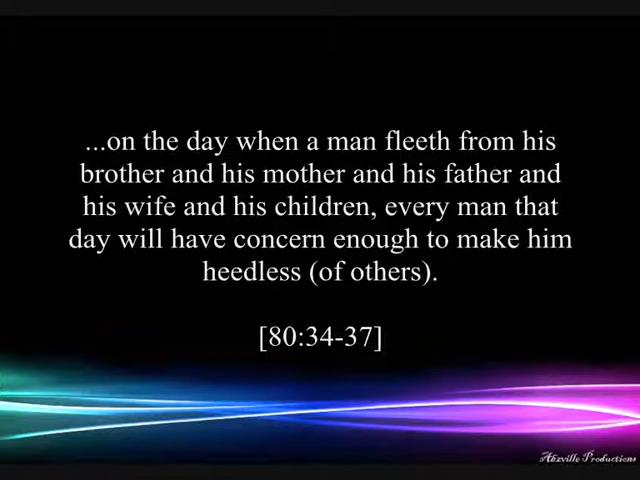 ...on the day when a man fleeth from his
brother and his mother and his father and
his wife and his children, every man that
day will have concern enough to make him
heedless (of others).
[80:34-37]
Productions